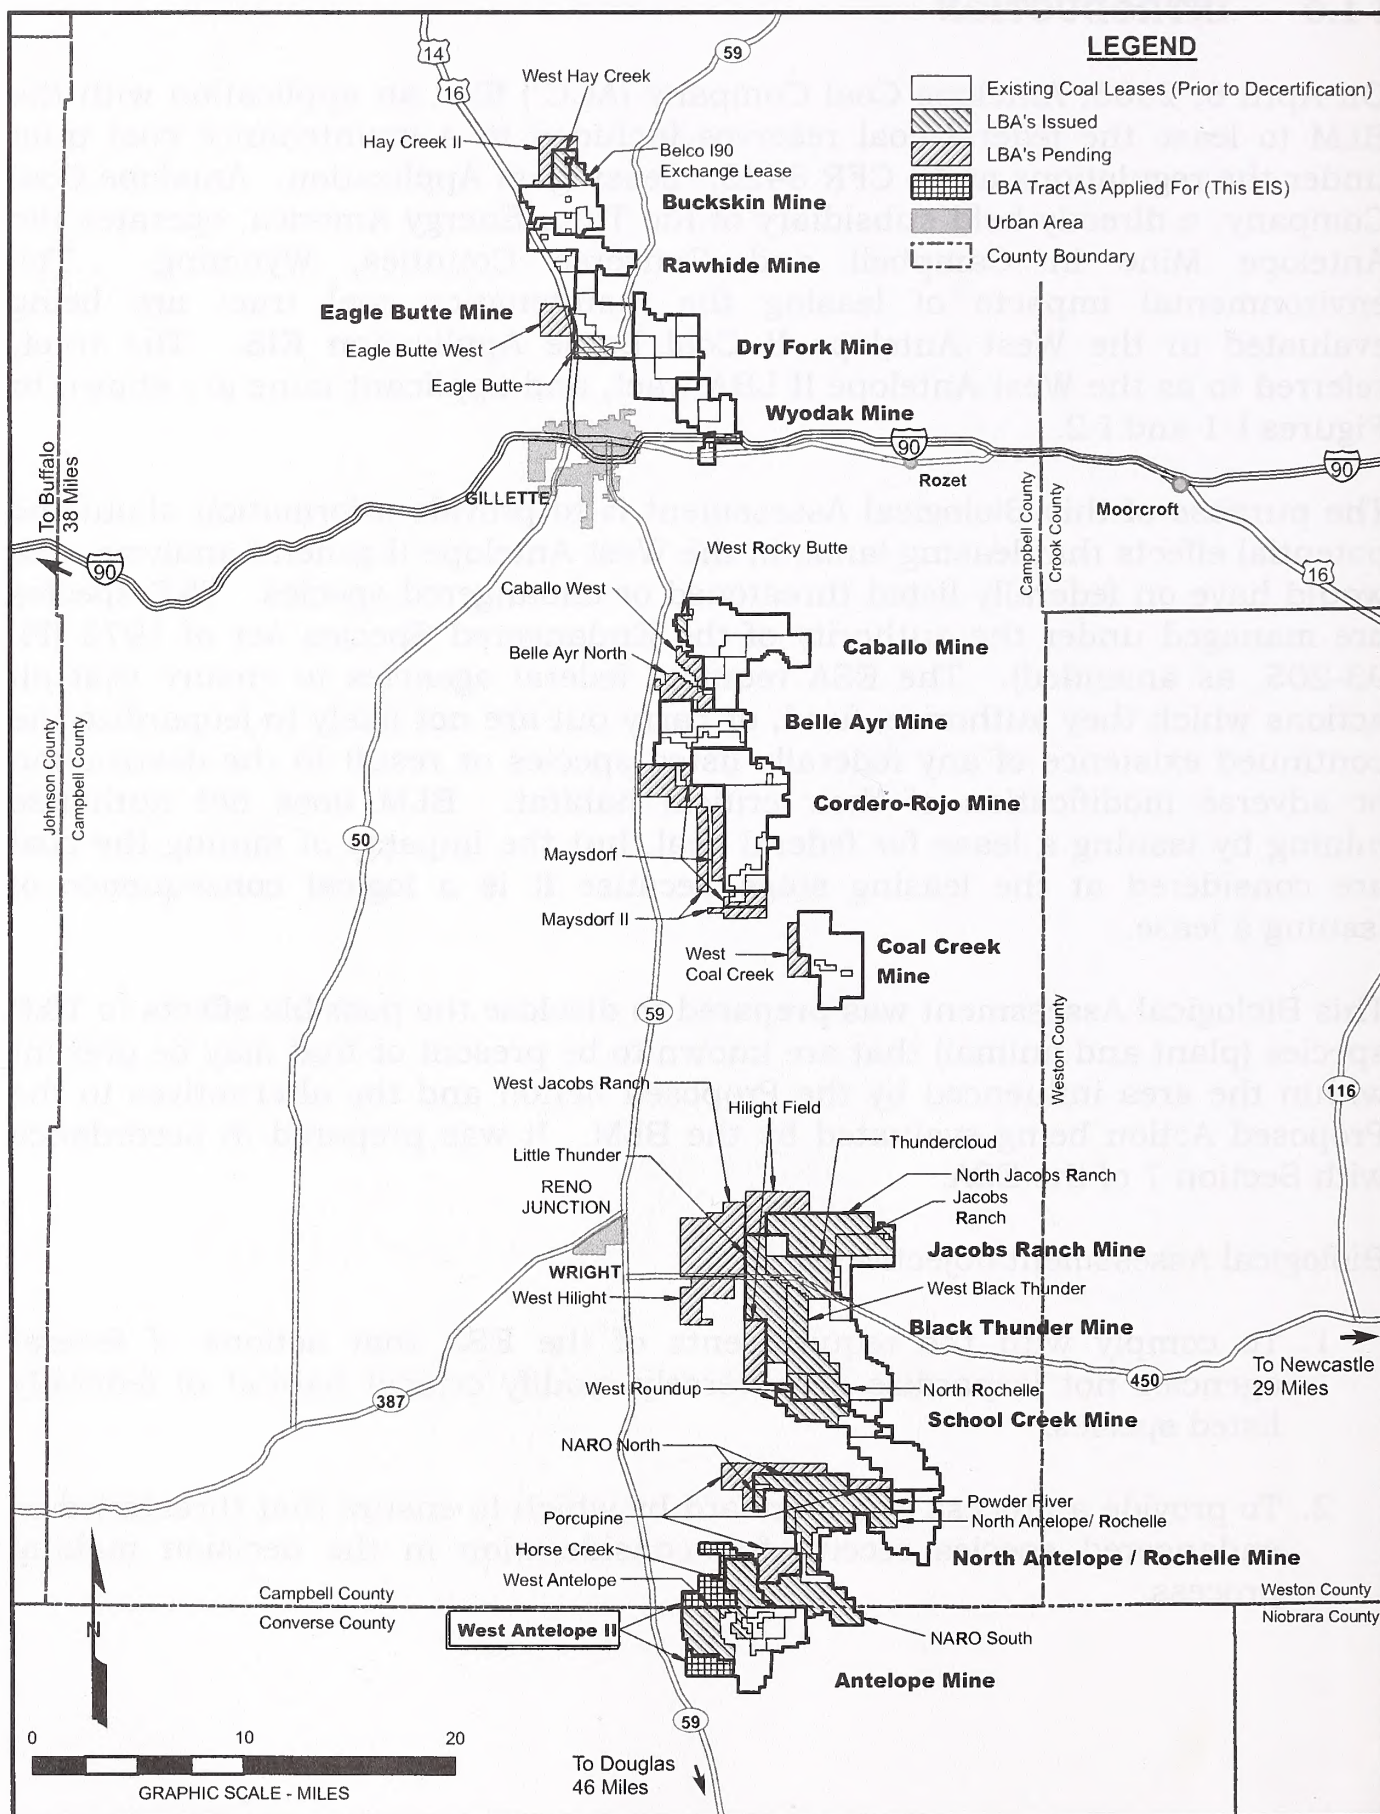 LEGEND
Existing Coal Leases (Prior to Decertification)
LBA's Issued
LBA's Pending
LBA Tract As Applied For (This EIS)
Urban Area
County Boundary
14
16
59
West Hay Creek
Hay Creek II
Belco I90
Exchange Lease
Buckskin Mine
Rawhide Mine
Eagle Butte Mine
Eagle Butte West
Dry Fork Mine
Eagle Butte
Wyodak Mine
To Buffalo
38 Miles
90
90
90
Rozet
GILLETTE
Moorcroft
Campbell County
Crook County
16
West Rocky Butte
Caballo West
Caballo Mine
Belle Ayr North
Belle Ayr Mine
Johnson County
Campbell County
Cordero-Rojo Mine
50
Maysdorf
Maysdorf II
West
Coal Creek
Coal Creek
Mine
59
Weston County
116
West Jacobs Ranch
Hilight Field
Thundercloud
Little Thunder
North Jacobs Ranch
RENO
JUNCTION
Jacobs
Ranch
Jacobs Ranch Mine
WRIGHT
West Black Thunder
West Hilight
Black Thunder Mine
To Newcastle
29 Miles
450
West Roundup
North Rochelle
387
School Creek Mine
NARO North
Powder River
Porcupine
North Antelope/ Rochelle
Horse Creek
North Antelope / Rochelle Mine
West Antelope
Campbell County
Converse County
Weston County
Niobrara County
West Antelope II
NARO South
N
Antelope Mine
59
0 10 20
GRAPHIC SCALE - MILES
To Douglas
46 Miles